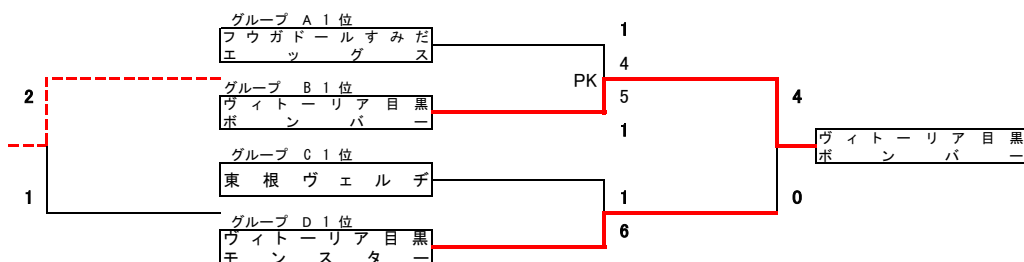 グループ A 1 位
フウガドールすみだ
エッグス
1
4
PK
5
1
グループ B 1 位
ヴィトーリア目黒
ボンバー
2
4
ヴィトーリア目黒
ボンバー
グループ C 1 位
東根ヴェルヂ
1
1
0
6
グループ D 1 位
ヴィトーリア目黒
モンスター